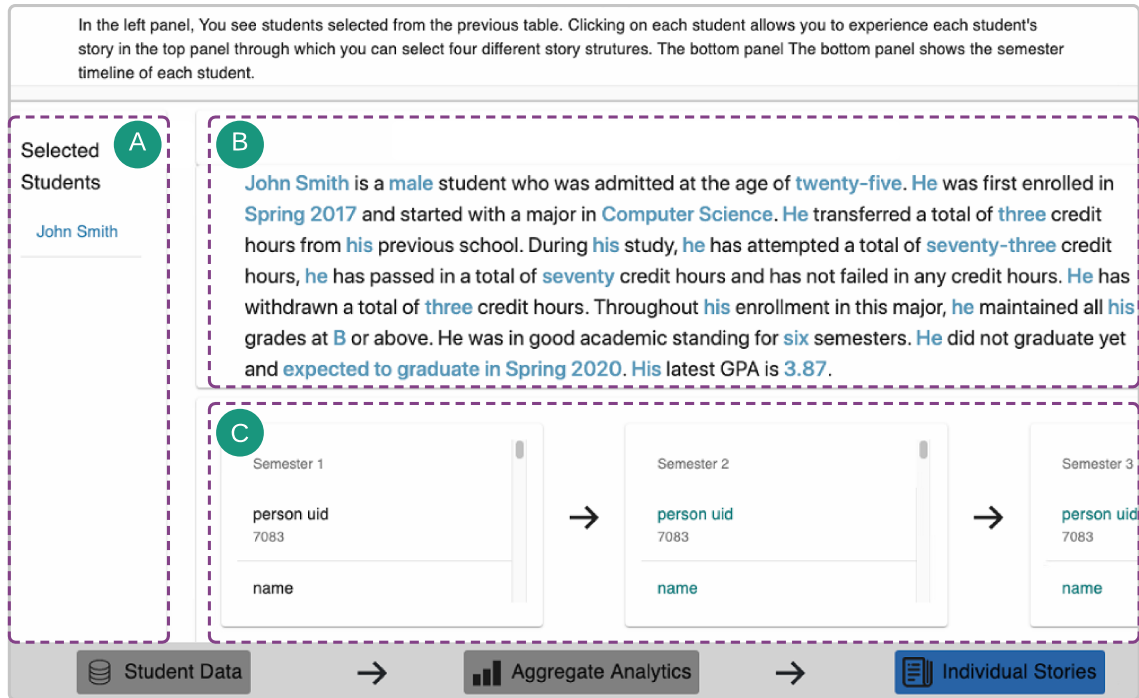 In the left panel, You see students selected from the previous table. Clicking on each student allows you to experience each student's
story in the top panel through which you can select four different story strutures. The bottom panel The bottom panel shows the semester
timeline of each student.
A
Selected
Students
John Smith
B
John Smith is a male student who was admitted at the age of twenty-five. He was first enrolled in
Spring 2017 and started with a major in Computer Science. He transferred a total of three credit
hours from his previous school. During his study, he has attempted a total of seventy-three credit
hours, he has passed in a total of seventy credit hours and has not failed in any credit hours. He has
withdrawn a total of three credit hours. Throughout his enrollment in this major, he maintained all his
grades at B or above. He was in good academic standing for six semesters. He did not graduate yet
and expected to graduate in Spring 2020. His latest GPA is 3.87.
C
Semester 1
person uid
7083
name
→
Semester 2
person uid
7083
name
→
Semester 3
person uid
7083
name
Student Data → Aggregate Analytics → Individual Stories